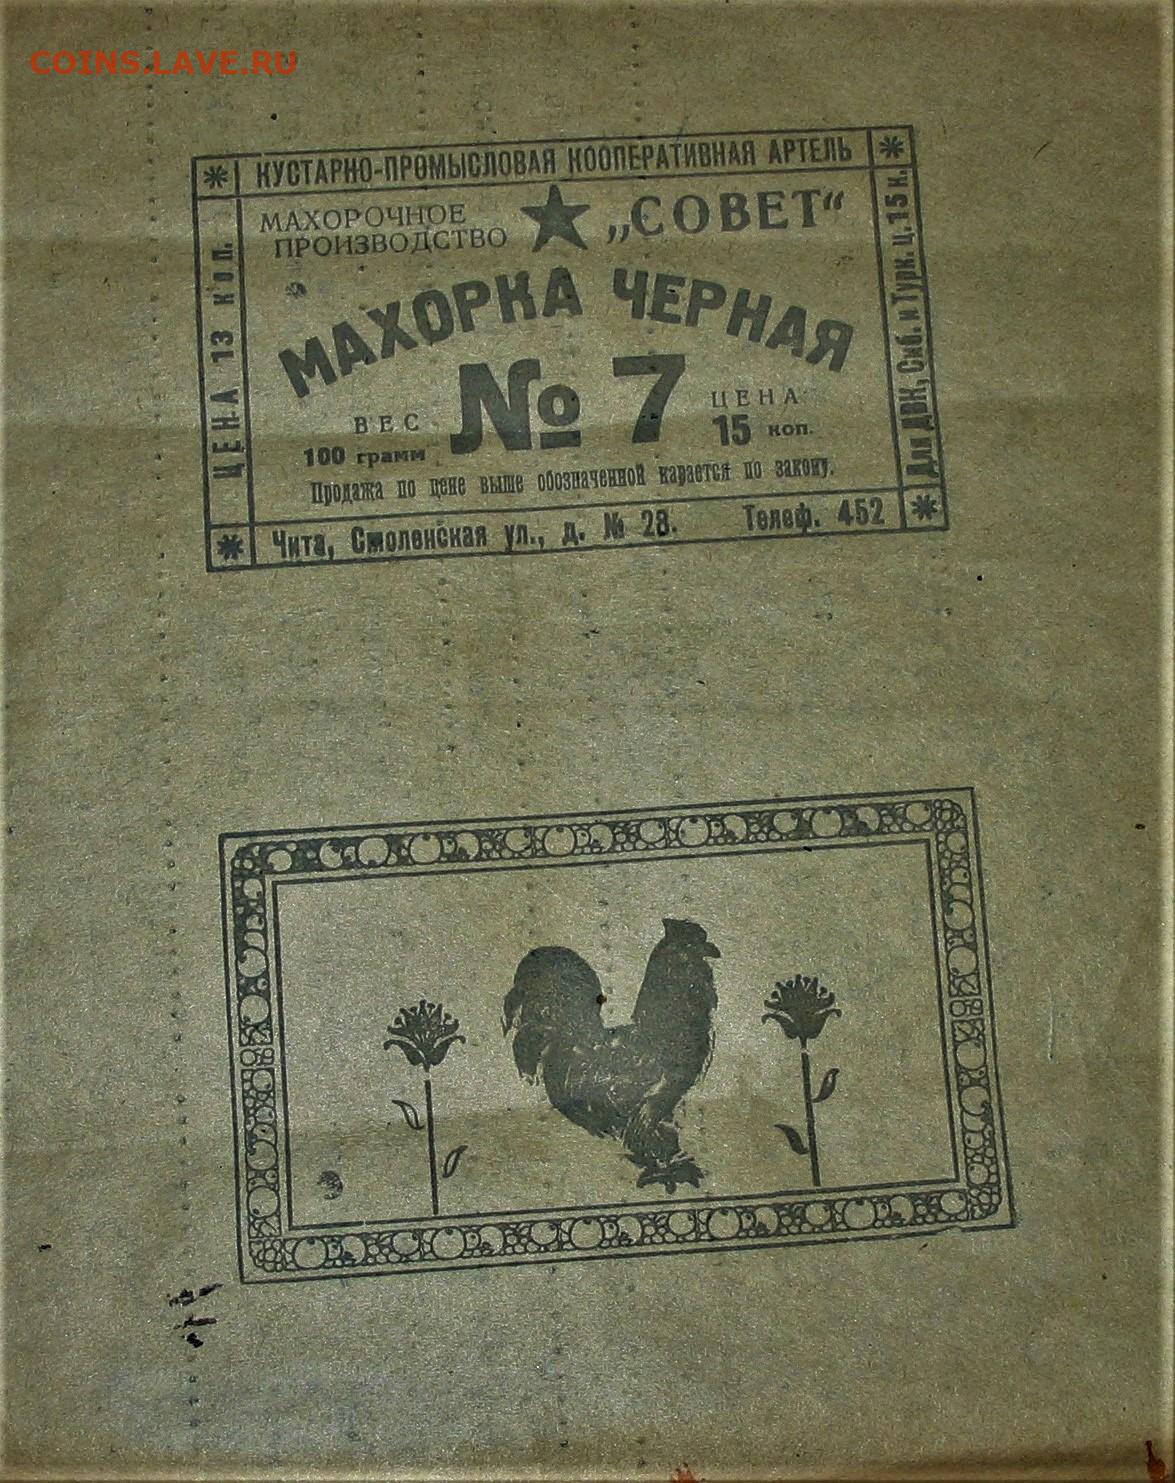 COINS.LAVE.RU
КУСТАРНО-ПРОМЫСЛОВАЯ КООПЕРАТИВНАЯ АРТЕЛЬ
МАХОРОЧНОЕ
ПРОИЗВОДСТВО
„СОВЕТ“
МАХОРКА ЧЕРНАЯ
№ 7
ВЕС
100 грамм
ЦЕНА
15 коп.
Продажа по цене выше обозначенной карается по закону.
Чита, Смоленская ул., д. № 28. Телеф. 452
ЦЕНА 13 коп.
Для ДВК, Сиб. и Турк. ц. 15 к.